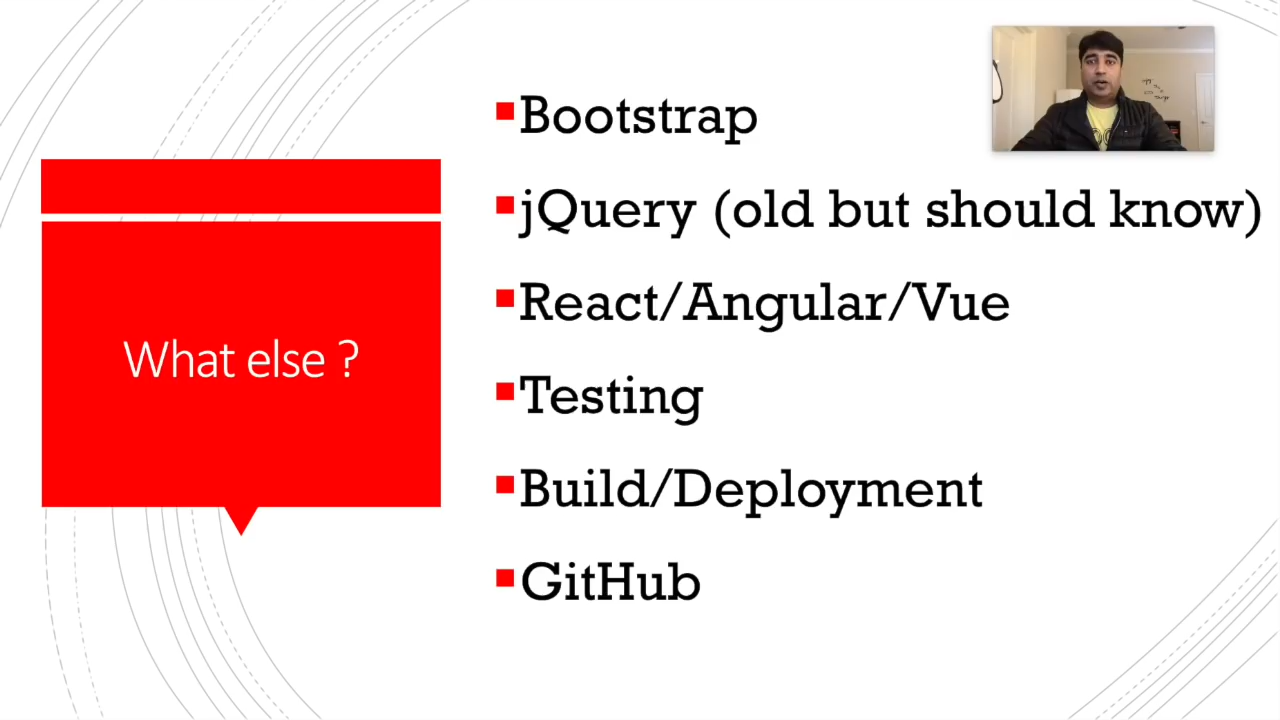 What else ?
Bootstrap
jQuery (old but should know)
React/Angular/Vue
Testing
Build/Deployment
GitHub